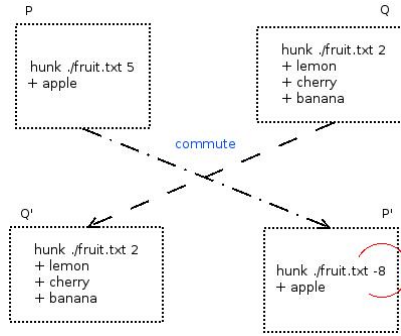 P
Q
hunk ./fruit.txt 5
+ apple
hunk ./fruit.txt 2
+ lemon
+ cherry
+ banana
commute
Q'
P'
hunk ./fruit.txt 2
+ lemon
+ cherry
+ banana
hunk ./fruit.txt -8
+ apple